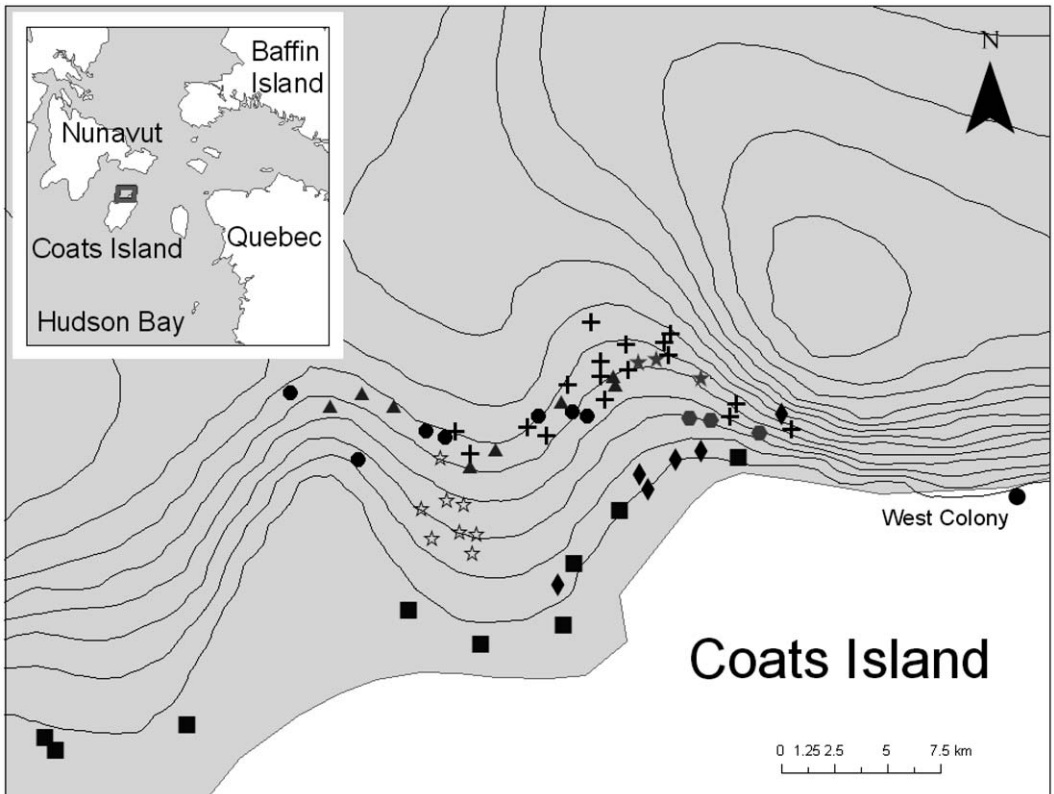 Baffin
Island
Nunavut
Coats Island
Quebec
Hudson Bay
N
West Colony
Coats Island
0 1.25 2.5 5 7.5 km